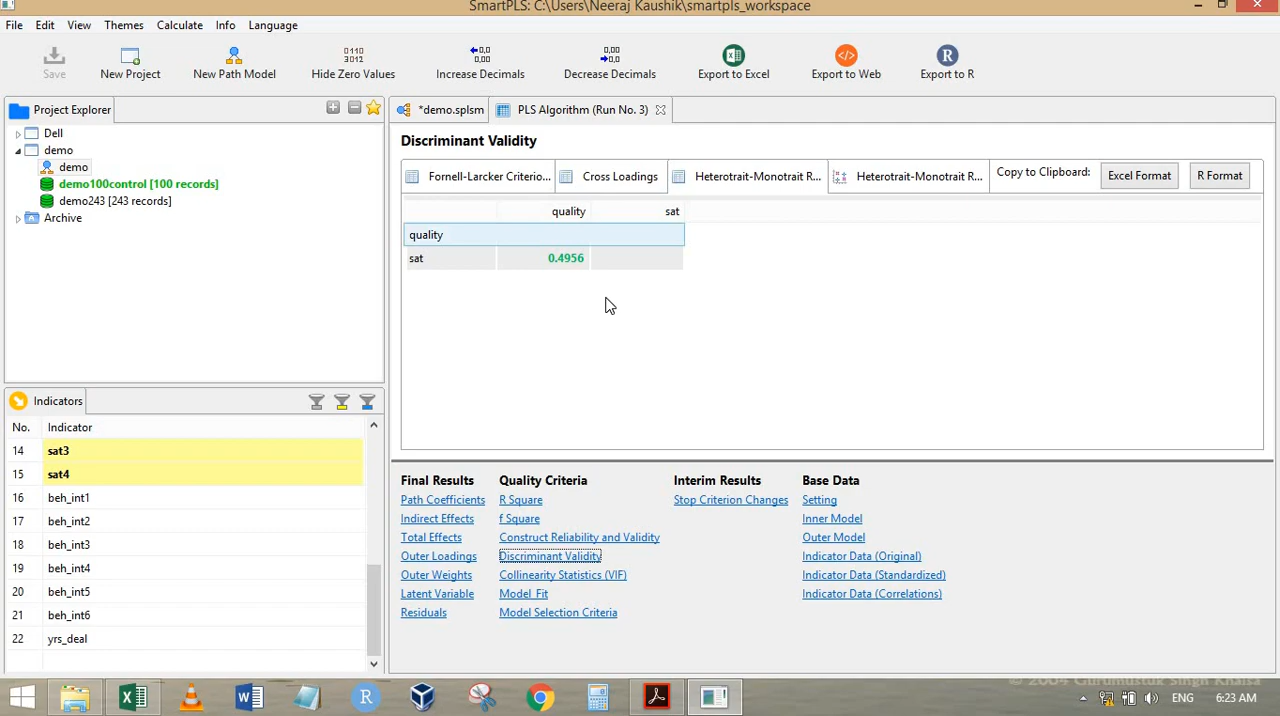 SmartPLS: C:\Users\Neeraj Kaushik\smartpls_workspace
File Edit View Themes Calculate Info Language
Save New Project New Path Model Hide Zero Values Increase Decimals Decrease Decimals Export to Excel Export to Web Export to R
Project Explorer
Dell
demo
demo
demo100control [100 records]
demo243 [243 records]
Archive
Indicators
No. Indicator
14 sat3
15 sat4
16 beh_int1
17 beh_int2
18 beh_int3
19 beh_int4
20 beh_int5
21 beh_int6
22 yrs_deal
*demo.splsm PLS Algorithm (Run No. 3)
Discriminant Validity
Fornell-Larcker Criterio... Cross Loadings Heterotrait-Monotrait R... Heterotrait-Monotrait R... Copy to Clipboard: Excel Format R Format
quality sat
quality
sat 0.4956
Final Results
Path Coefficients
Indirect Effects
Total Effects
Outer Loadings
Outer Weights
Latent Variable
Residuals
Quality Criteria
R Square
f Square
Construct Reliability and Validity
Discriminant Validity
Collinearity Statistics (VIF)
Model_Fit
Model Selection Criteria
Interim Results
Stop Criterion Changes
Base Data
Setting
Inner Model
Outer Model
Indicator Data (Original)
Indicator Data (Standardized)
Indicator Data (Correlations)
© 2004 Gurumustuk Singh Khalsa
ENG 6:23 AM